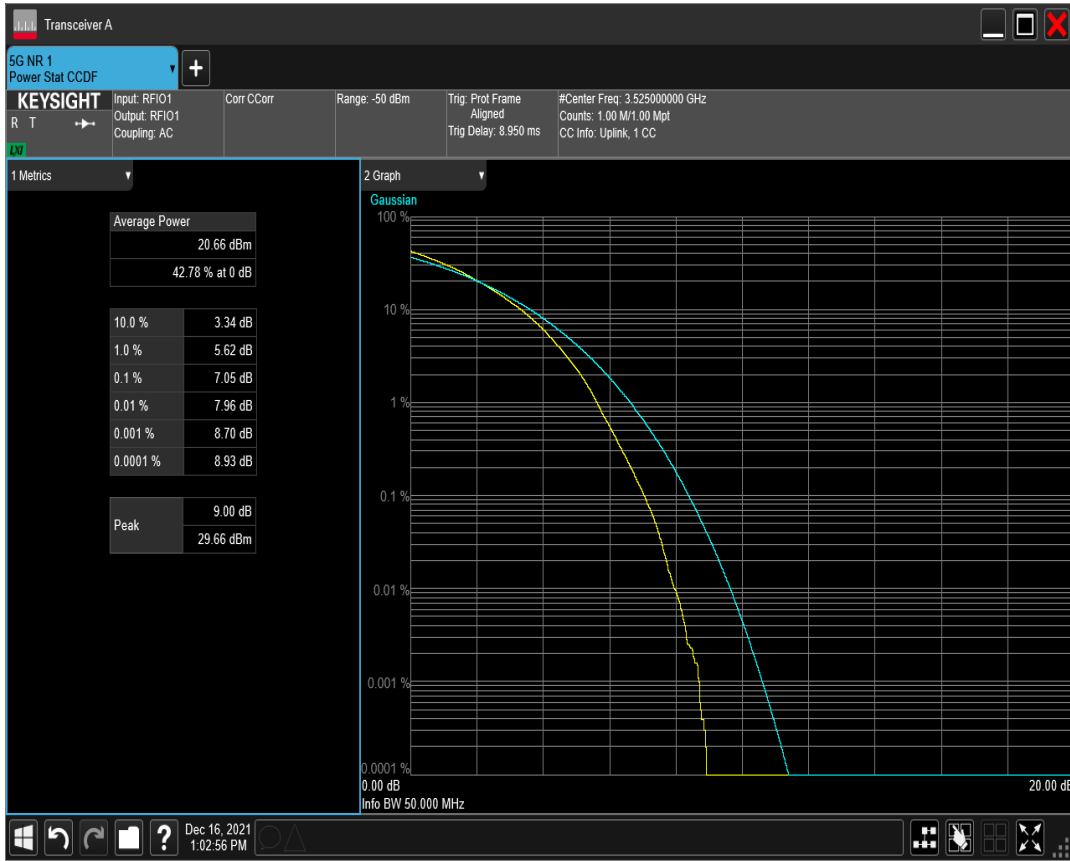 Transceiver A
5G NR 1
Power Stat CCDF
KEYSIGHT
R T
LXI
Input: RFIO1
Output: RFIO1
Coupling: AC
Corr CCorr
Range: -50 dBm
Trig: Prot Frame
Aligned
Trig Delay: 8.950 ms
#Center Freq: 3.525000000 GHz
Counts: 1.00 M/1.00 Mpt
CC Info: Uplink, 1 CC
1 Metrics
Average Power
20.66 dBm
42.78 % at 0 dB
10.0 % 3.34 dB
1.0 % 5.62 dB
0.1 % 7.05 dB
0.01 % 7.96 dB
0.001 % 8.70 dB
0.0001 % 8.93 dB
Peak
9.00 dB
29.66 dBm
2 Graph
Gaussian
100 %
10 %
1 %
0.1 %
0.01 %
0.001 %
0.0001 %
0.00 dB
20.00 dB
Info BW 50.000 MHz
?
Dec 16, 2021
1:02:56 PM